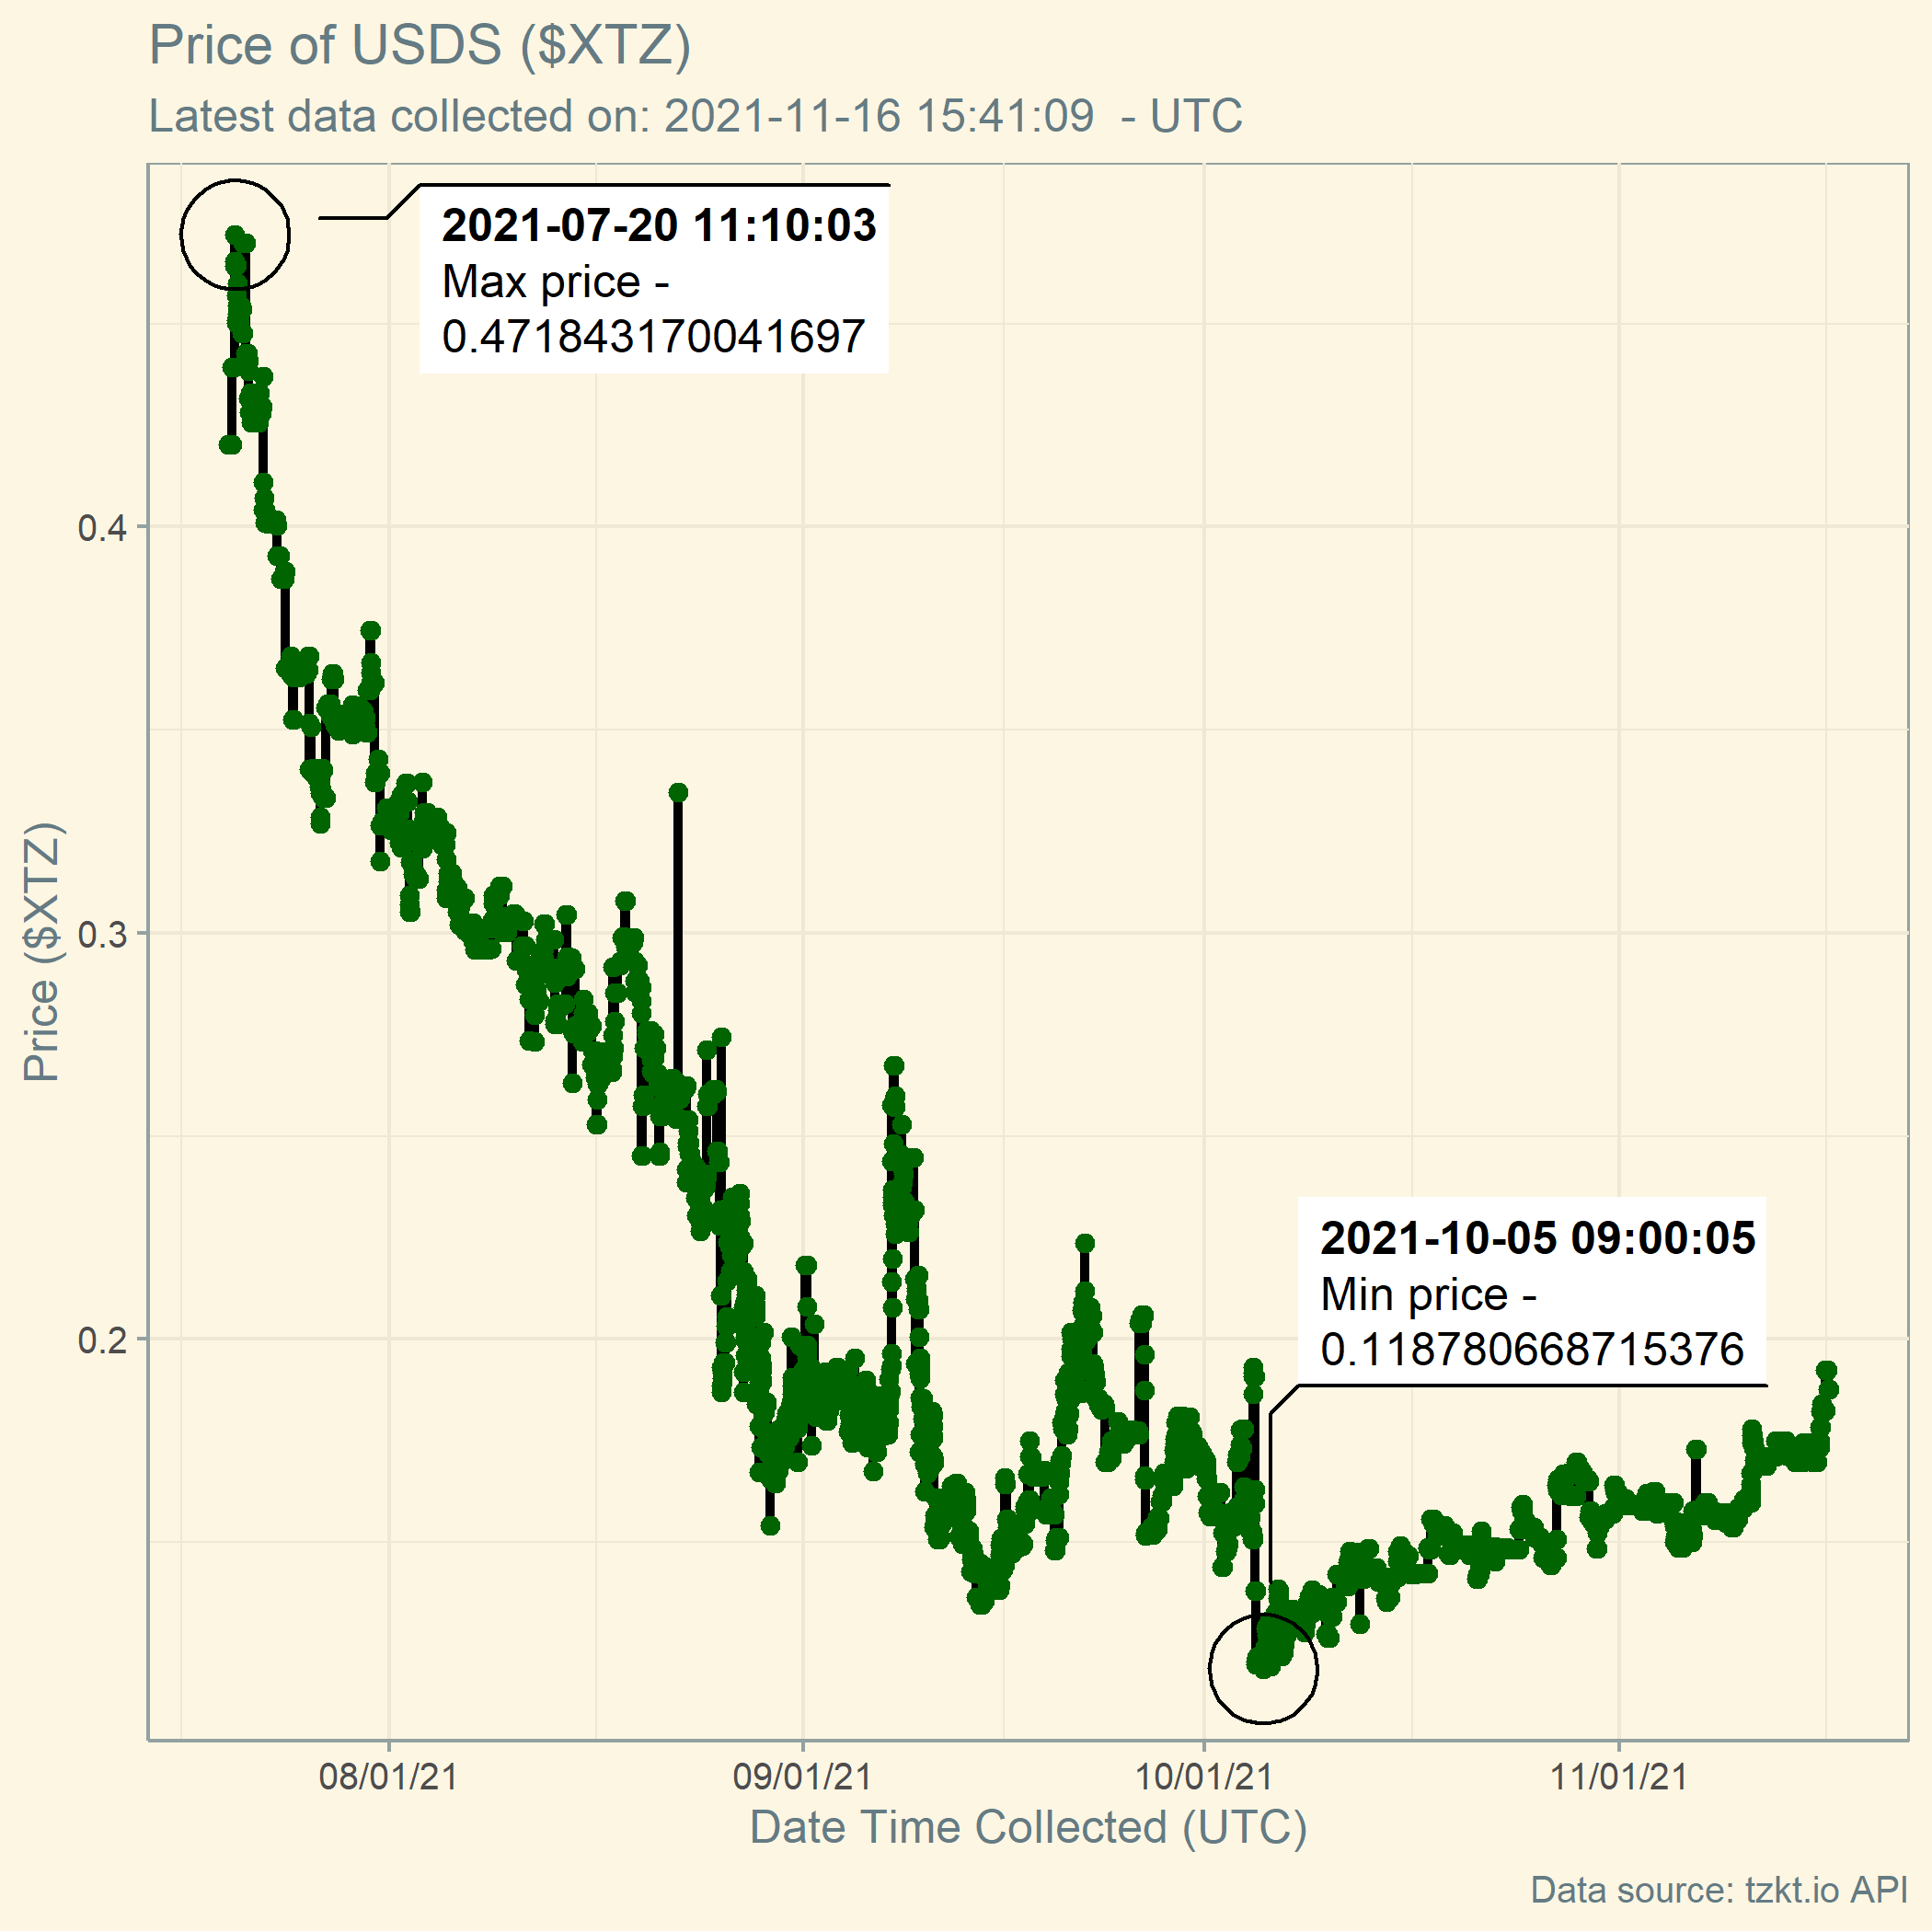 Price of USDS ($XTZ)
Latest data collected on: 2021-11-16 15:41:09  - UTC
2021-07-20 11:10:03
Max price -
0.471843170041697
0.4
0.3
0.2
Price ($XTZ)
2021-10-05 09:00:05
Min price -
0.118780668715376
08/01/21
09/01/21
10/01/21
11/01/21
Date Time Collected (UTC)
Data source: tzkt.io API